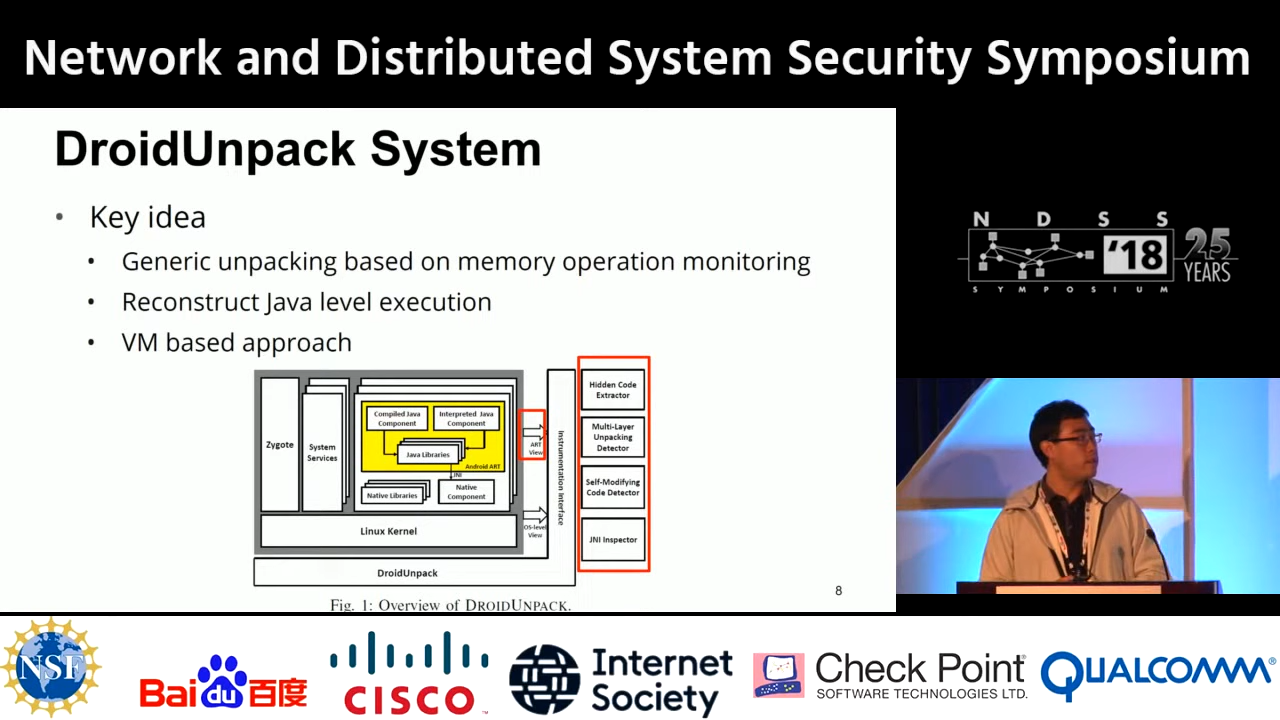 Network and Distributed System Security Symposium
DroidUnpack System
• Key idea
• Generic unpacking based on memory operation monitoring
• Reconstruct Java level execution
• VM based approach
Zygote
System
Services
Compiled Java
Component
Interpreted Java
Component
Java Libraries
Android ART
JNI
Native Libraries
Native
Component
Linux Kernel
ART
View
OS-level
View
Instrumentation Interface
Hidden Code
Extractor
Multi-Layer
Unpacking
Detector
Self-Modifying
Code Detector
JNI Inspector
DroidUnpack
Fig. 1: Overview of DROIDUNPACK.
8
N D S S
'18
25
YEARS
SYMPOSIUM
NSF
Bai du 百度
CISCO
Internet
Society
Check Point
SOFTWARE TECHNOLOGIES LTD.
QUALCOMM®